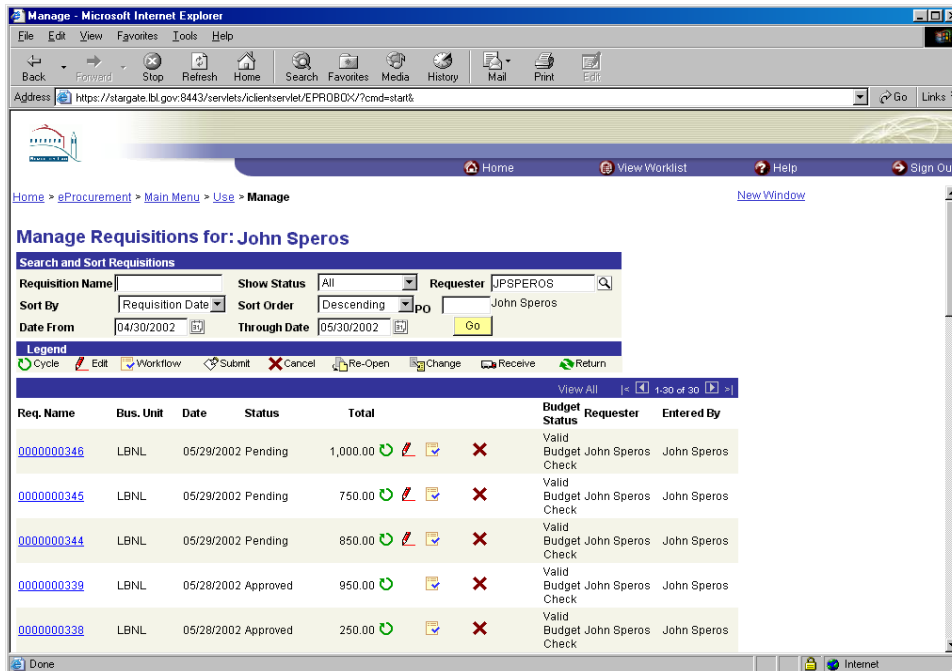 Manage - Microsoft Internet Explorer
File Edit View Favorites Tools Help
Back Forward Stop Refresh Home Search Favorites Media History Mail Print Edit
Address https://stargate.lbl.gov:8443/servlets/iclientservlet/EPROBOX/?cmd=start& Go Links
Home View Worklist Help Sign Ou
Home > eProcurement > Main Menu > Use > Manage New Window
Manage Requisitions for: John Speros
Search and Sort Requisitions
Requisition Name Show Status All Requester JPSPEROS
Sort By Requisition Date Sort Order Descending PO John Speros
Date From 04/30/2002 Through Date 05/30/2002 Go
Legend
Cycle Edit Workflow Submit Cancel Re-Open Change Receive Return
View All |< 1-30 of 30 >|
Req. Name Bus. Unit Date Status Total Budget Status Requester Entered By
0000000346 LBNL 05/29/2002 Pending 1,000.00 Valid Budget Check John Speros John Speros
0000000345 LBNL 05/29/2002 Pending 750.00 Valid Budget Check John Speros John Speros
0000000344 LBNL 05/29/2002 Pending 850.00 Valid Budget Check John Speros John Speros
0000000339 LBNL 05/28/2002 Approved 950.00 Valid Budget Check John Speros John Speros
0000000338 LBNL 05/28/2002 Approved 250.00 Valid Budget Check John Speros John Speros
Done Internet